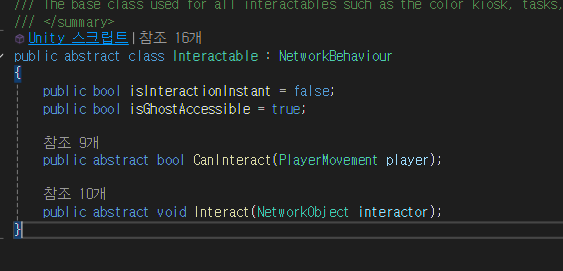 /// The base class used for all interactables such as the color kiosk, tasks,
/// </summary>
Unity 스크립트|참조 16개
public abstract class Interactable : NetworkBehaviour
{
public bool isInteractionInstant = false;
public bool isGhostAccessible = true;
참조 9개
public abstract bool CanInteract(PlayerMovement player);
참조 10개
public abstract void Interact(NetworkObject interactor);
}